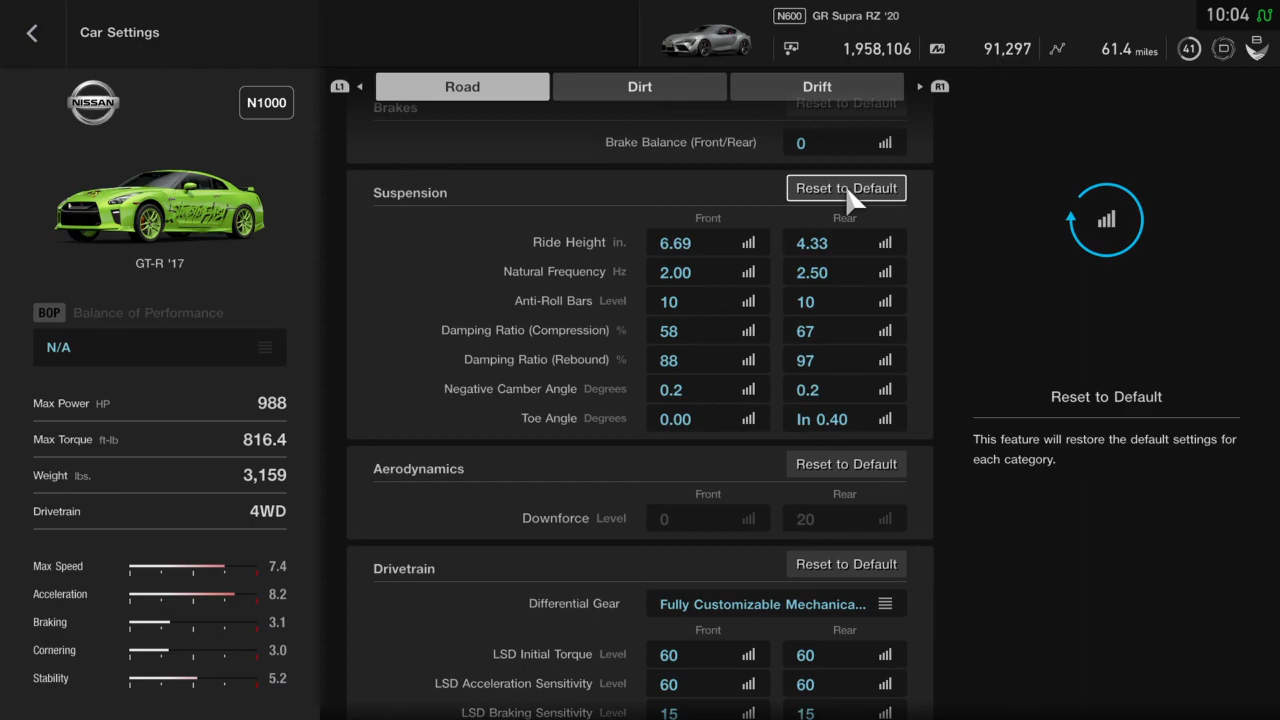 Car Settings
N600 GR Supra RZ '20
1,958,106 91,297 61.4 miles 41 B
10:04
NISSAN
N1000
L1 Road Dirt Drift R1
Brakes Reset to Default
Brake Balance (Front/Rear) 0
Suspension Reset to Default
Front Rear
Ride Height in. 6.69 4.33
Natural Frequency Hz 2.00 2.50
Anti-Roll Bars Level 10 10
Damping Ratio (Compression) % 58 67
Damping Ratio (Rebound) % 88 97
Negative Camber Angle Degrees 0.2 0.2
Toe Angle Degrees 0.00 In 0.40
Aerodynamics Reset to Default
Front Rear
Downforce Level 0 20
Drivetrain Reset to Default
Differential Gear Fully Customizable Mechanica...
Front Rear
LSD Initial Torque Level 60 60
LSD Acceleration Sensitivity Level 60 60
LSD Braking Sensitivity Level 15 15
GT-R '17
BOP Balance of Performance
N/A
Max Power HP 988
Max Torque ft-lb 816.4
Weight lbs. 3,159
Drivetrain 4WD
Max Speed 7.4
Acceleration 8.2
Braking 3.1
Cornering 3.0
Stability 5.2
Reset to Default
This feature will restore the default settings for
each category.